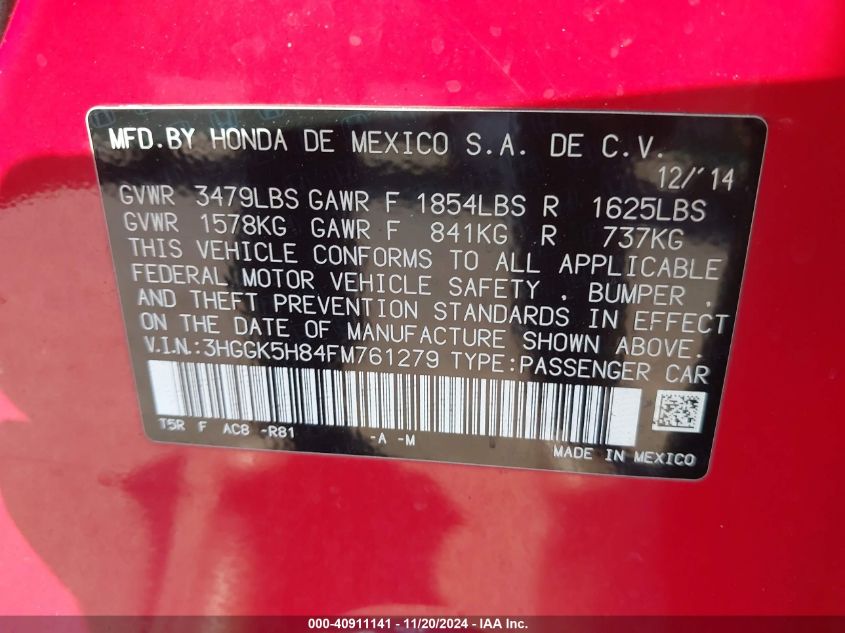 MFD.BY HONDA DE MEXICO S.A. DE C.V.
12/'14
GVWR 3479LBS GAWR F 1854LBS R 1625LBS
GVWR 1578KG GAWR F 841KG R 737KG
THIS VEHICLE CONFORMS TO ALL APPLICABLE
FEDERAL MOTOR VEHICLE SAFETY , BUMPER ,
AND THEFT PREVENTION STANDARDS IN EFFECT
ON THE DATE OF MANUFACTURE SHOWN ABOVE.
V.I.N.:3HGGK5H84FM761279 TYPE:PASSENGER CAR
T5R F AC8 -R81 -A -M
MADE IN MEXICO
000-40911141 - 11/20/2024 - IAA Inc.